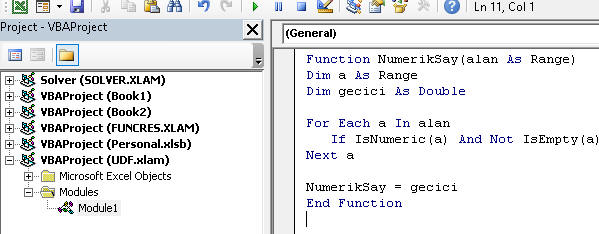 Ln 11, Col 1
Project - VBAProject
Solver (SOLVER.XLAM)
VBAProject (Book1)
VBAProject (Book2)
VBAProject (FUNCRES.XLAM)
VBAProject (Personal.xlsb)
VBAProject (UDF.xlam)
Microsoft Excel Objects
Modules
Module1
(General)
Function NumerikSay(alan As Range)
Dim a As Range
Dim gecici As Double
For Each a In alan
If IsNumeric(a) And Not IsEmpty(a)
Next a
NumerikSay = gecici
End Function